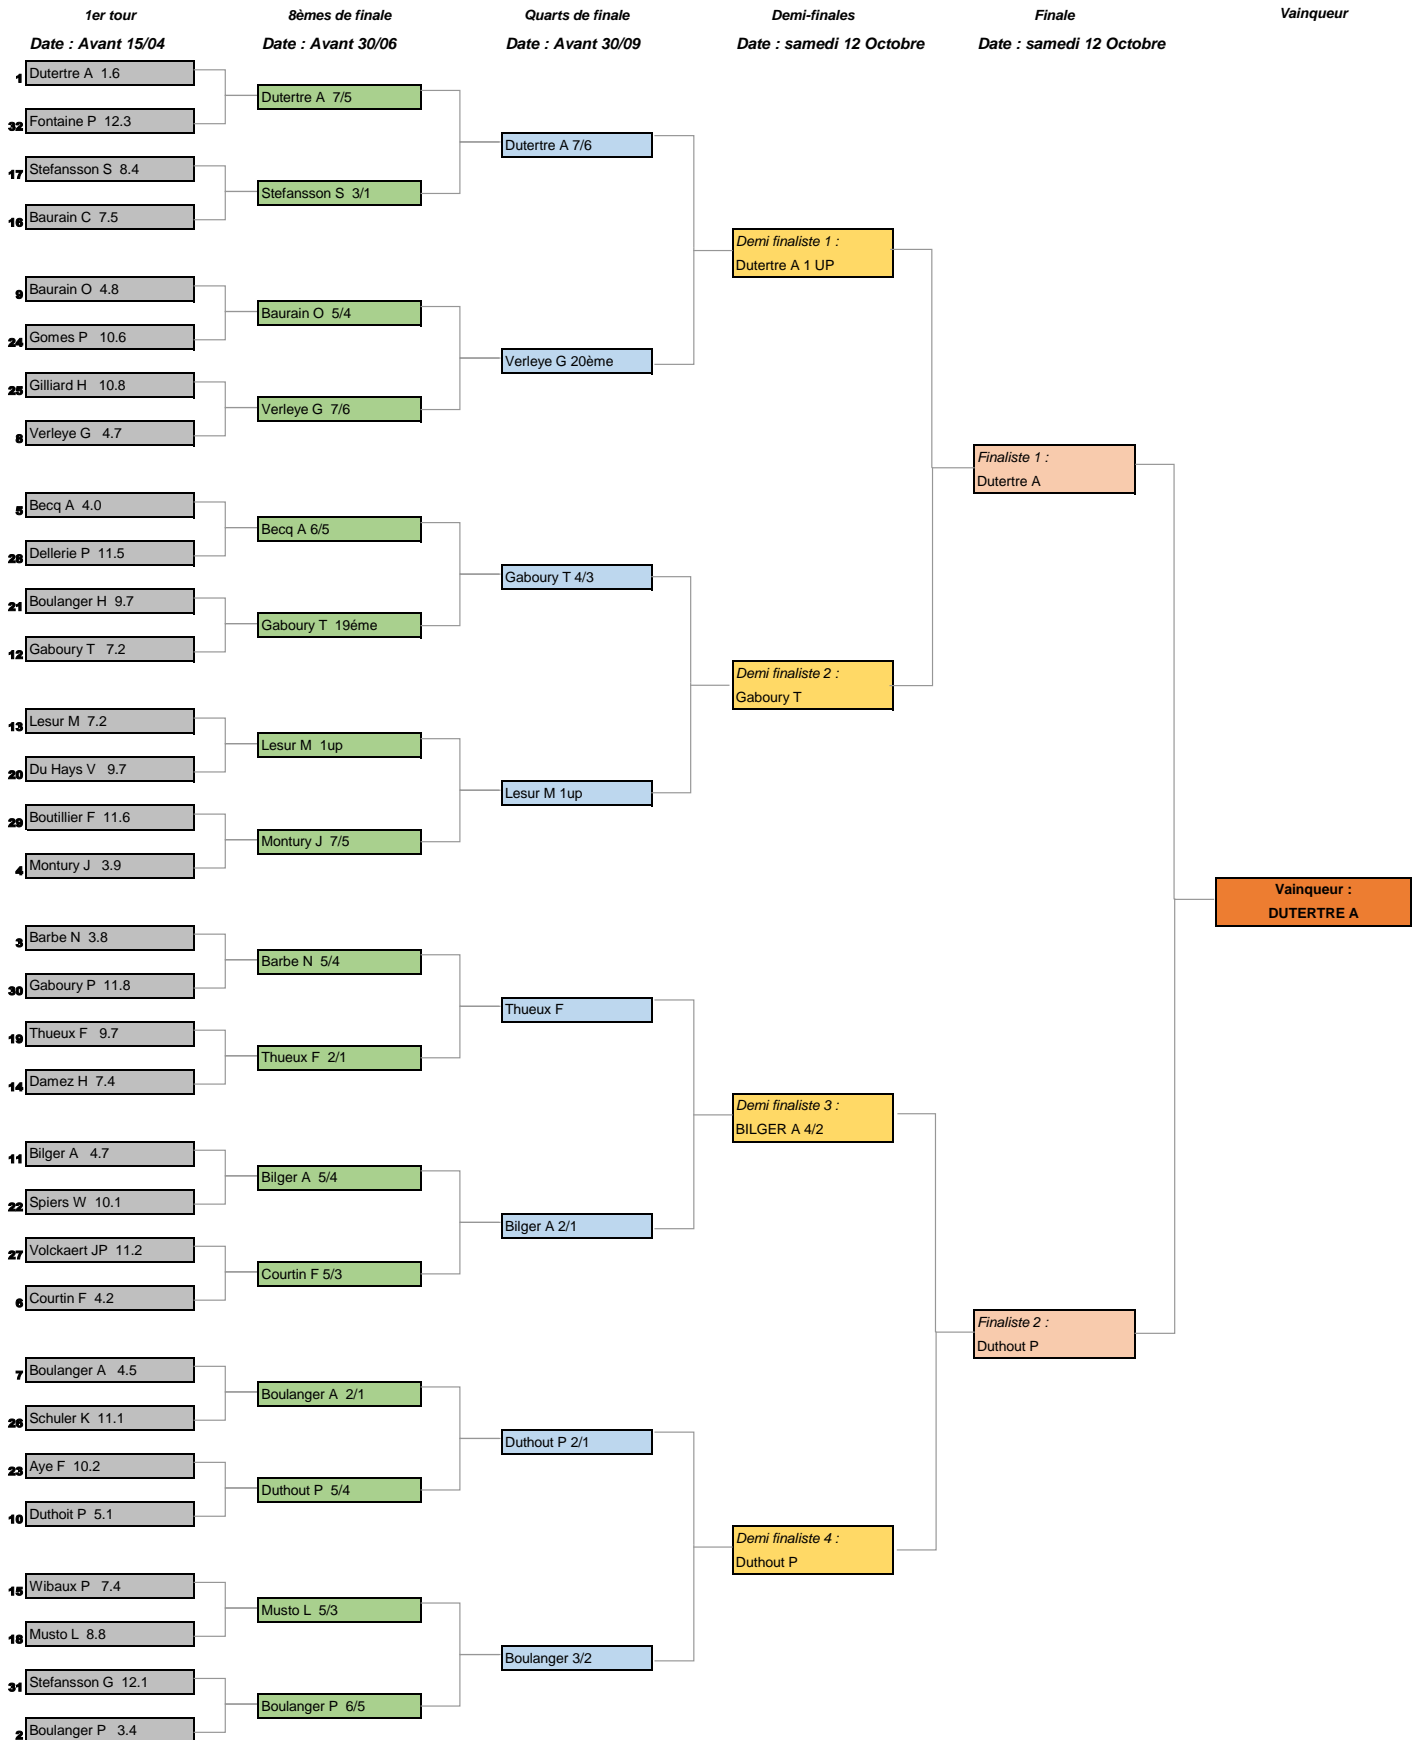 1er tour
8èmes de finale
Quarts de finale
Demi-finales
Finale
Vainqueur
Date : Avant 15/04
Date : Avant 30/06
Date : Avant 30/09
Date : samedi 12 Octobre
Date : samedi 12 Octobre
1 Dutertre A 1.6
32 Fontaine P 12.3
17 Stefansson S 8.4
16 Baurain C 7.5
9 Baurain O 4.8
24 Gomes P 10.6
25 Gilliard H 10.8
8 Verleye G 4.7
5 Becq A 4.0
28 Dellerie P 11.5
21 Boulanger H 9.7
12 Gaboury T 7.2
13 Lesur M 7.2
20 Du Hays V 9.7
29 Boutillier F 11.6
4 Montury J 3.9
3 Barbe N 3.8
30 Gaboury P 11.8
19 Thueux F 9.7
14 Damez H 7.4
11 Bilger A 4.7
22 Spiers W 10.1
27 Volckaert JP 11.2
6 Courtin F 4.2
7 Boulanger A 4.5
26 Schuler K 11.1
23 Aye F 10.2
10 Duthoit P 5.1
15 Wibaux P 7.4
18 Musto L 8.8
31 Stefansson G 12.1
2 Boulanger P 3.4
Dutertre A 7/5
Stefansson S 3/1
Baurain O 5/4
Verleye G 7/6
Becq A 6/5
Gaboury T 19éme
Lesur M 1up
Montury J 7/5
Barbe N 5/4
Thueux F 2/1
Bilger A 5/4
Courtin F 5/3
Boulanger A 2/1
Duthout P 5/4
Musto L 5/3
Boulanger P 6/5
Dutertre A 7/6
Verleye G 20ème
Gaboury T 4/3
Lesur M 1up
Thueux F
Bilger A 2/1
Duthout P 2/1
Boulanger 3/2
Demi finaliste 1 :
Dutertre A 1 UP
Demi finaliste 2 :
Gaboury T
Demi finaliste 3 :
BILGER A 4/2
Demi finaliste 4 :
Duthout P
Finaliste 1 :
Dutertre A
Finaliste 2 :
Duthout P
Vainqueur :
DUTERTRE A